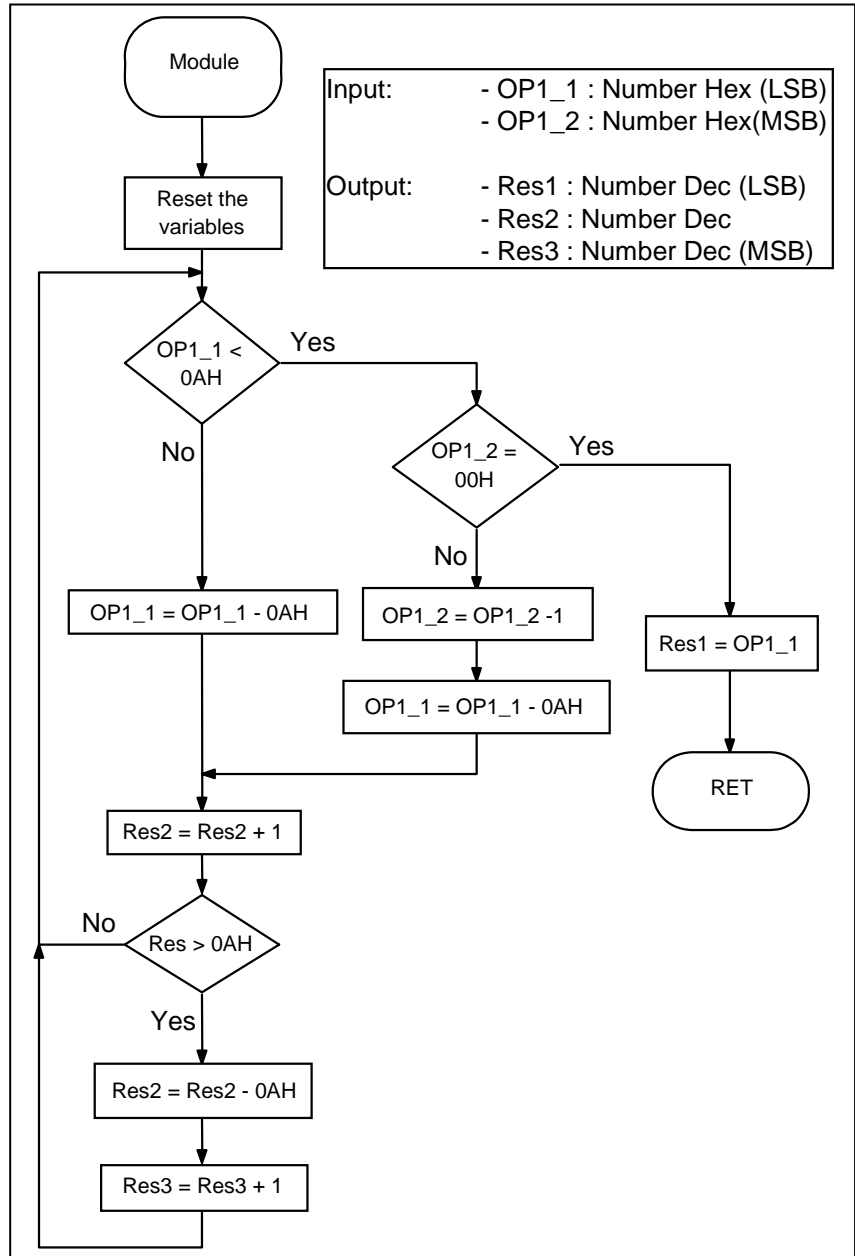 Module
Input: - OP1_1 : Number Hex (LSB)
- OP1_2 : Number Hex(MSB)
Output: - Res1 : Number Dec (LSB)
- Res2 : Number Dec
- Res3 : Number Dec (MSB)
Reset the
variables
OP1_1 <
0AH
Yes
No
OP1_2 =
00H
Yes
No
OP1_1 = OP1_1 - 0AH
OP1_2 = OP1_2 -1
Res1 = OP1_1
OP1_1 = OP1_1 - 0AH
RET
Res2 = Res2 + 1
No
Res > 0AH
Yes
Res2 = Res2 - 0AH
Res3 = Res3 + 1